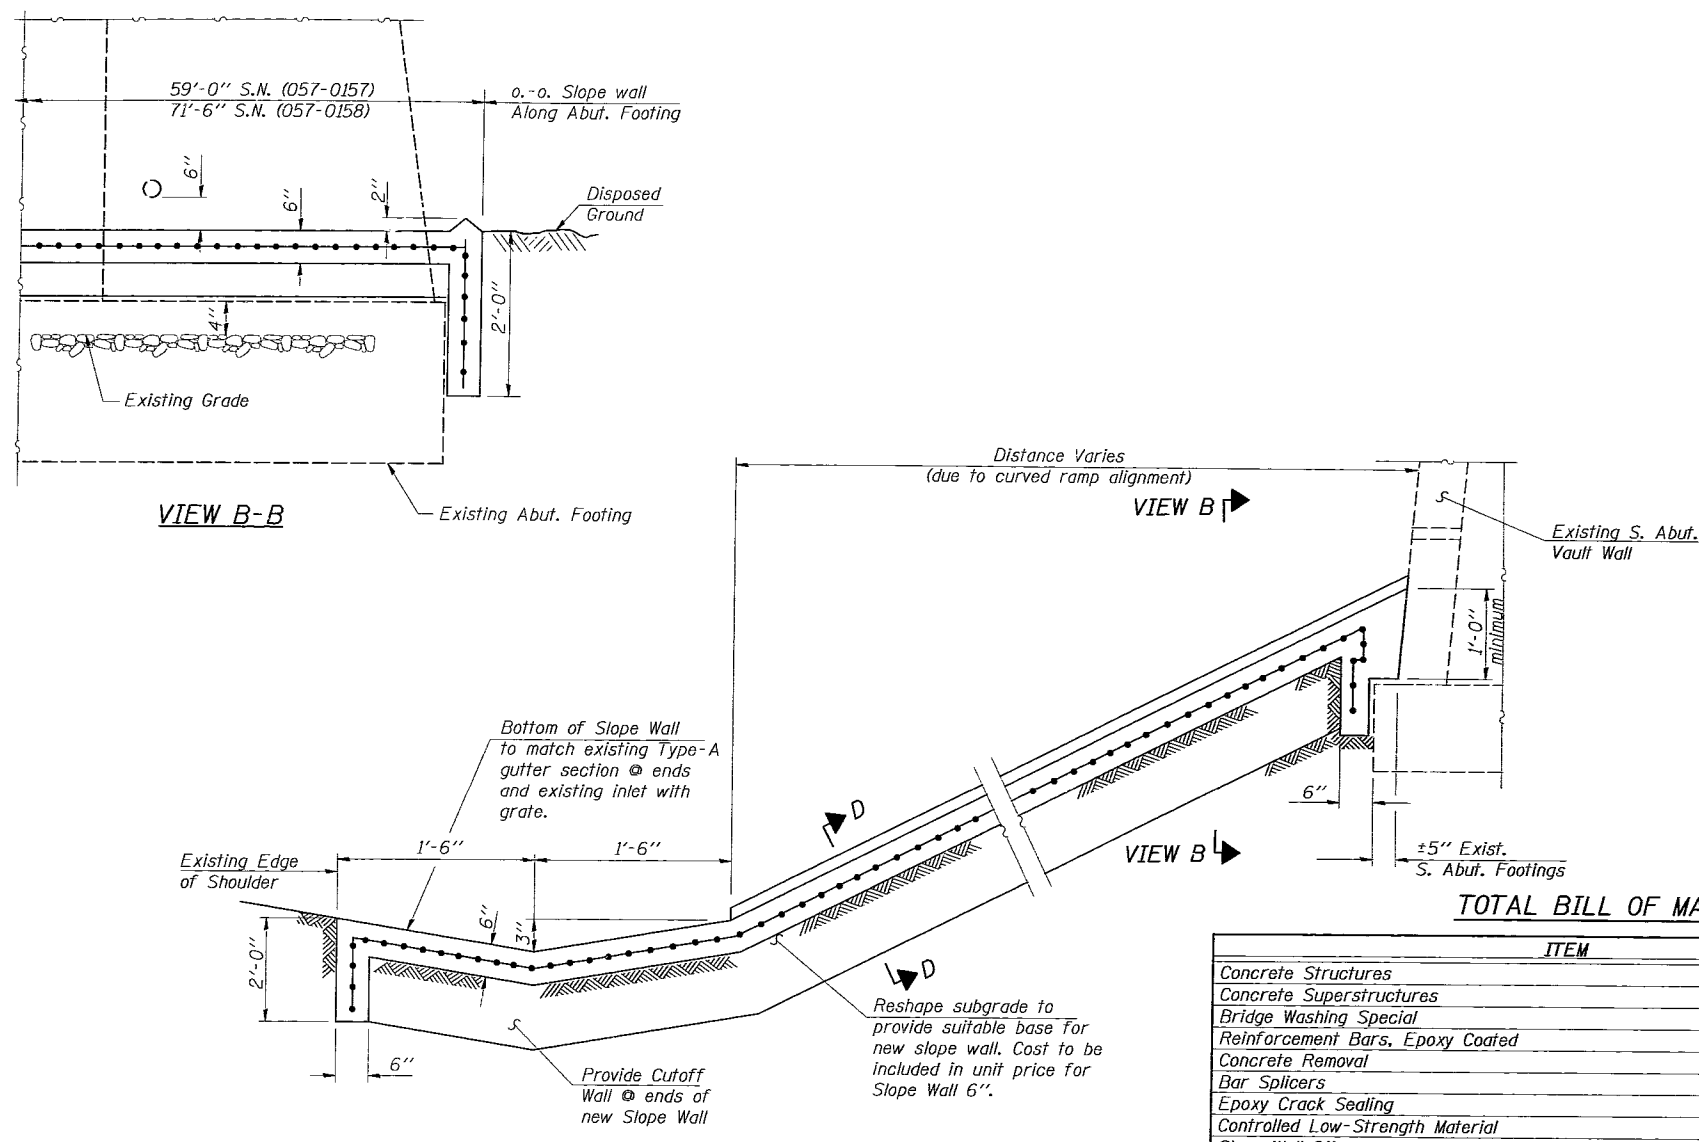 59'-0" S.N. (057-0157)
71'-6" S.N. (057-0158)
o.-o. Slope wall
Along Abut. Footing
6"
6"
2"
Disposed
Ground
2'-0"
4"
Existing Grade
VIEW B-B
Existing Abut. Footing
Distance Varies
(due to curved ramp alignment)
VIEW B
Existing S. Abut.
Vault Wall
1'-0"
minimum
Bottom of Slope Wall
to match existing Type-A
gutter section @ ends
and existing inlet with
grate.
D
6"
VIEW B
±5" Exist.
S. Abut. Footings
Existing Edge
of Shoulder
1'-6"
1'-6"
6"
3"
2'-0"
D
6"
Provide Cutoff
Wall @ ends of
new Slope Wall
Reshape subgrade to
provide suitable base for
new slope wall. Cost to be
included in unit price for
Slope Wall 6".
TOTAL BILL OF MA
ITEM
Concrete Structures
Concrete Superstructures
Bridge Washing Special
Reinforcement Bars, Epoxy Coated
Concrete Removal
Bar Splicers
Epoxy Crack Sealing
Controlled Low-Strength Material